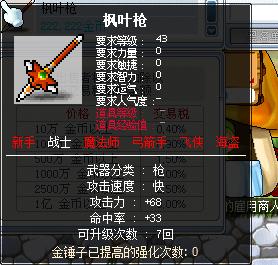 枫叶枪
枫叶枪
要求等级: 43
要求力量: 0
要求敏捷: 0
要求智力: 0
要求运气: 0
要求人气度: -
道具等级
道具经验值
新手 战士 魔法师 弓箭手 飞侠 海盗
武器分类: 枪
攻击速度: 快
攻击力: +68
命中率: +33
可升级次数: 7回
金锤子已提高的强化次数: 0